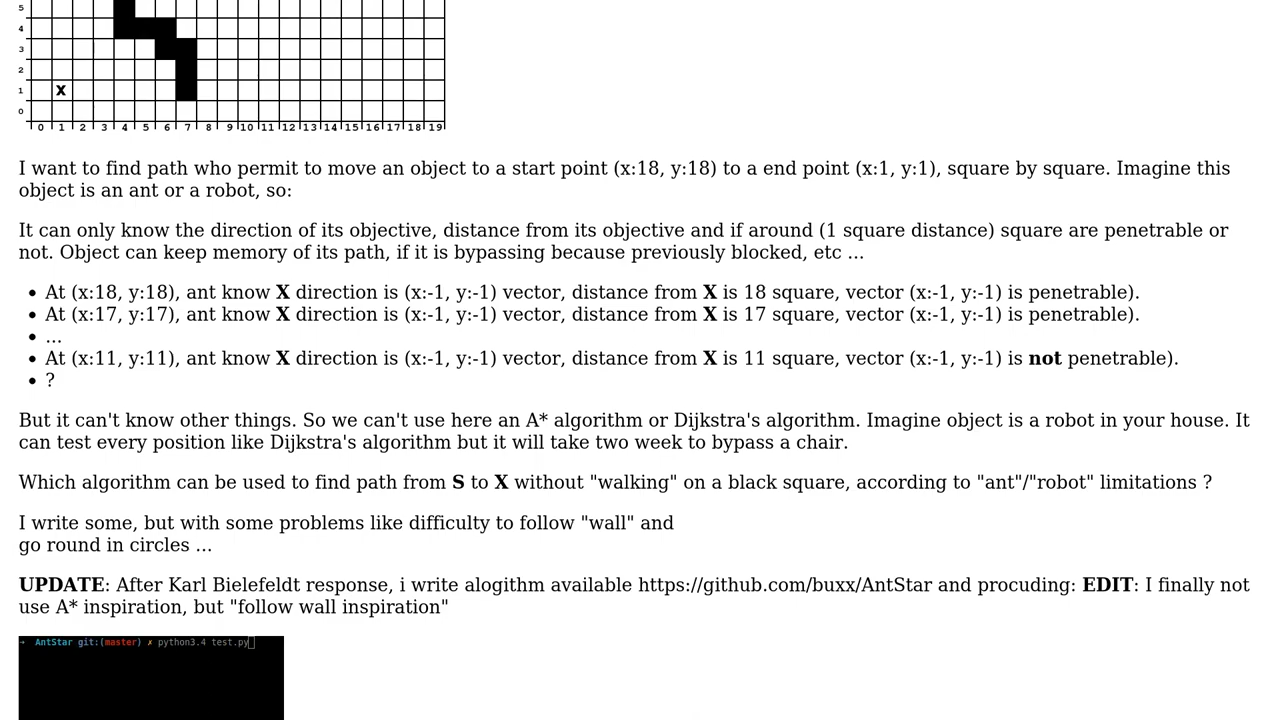 5
4
3
2
1 X
0
0 1 2 3 4 5 6 7 8 9 10 11 12 13 14 15 16 17 18 19
I want to find path who permit to move an object to a start point (x:18, y:18) to a end point (x:1, y:1), square by square. Imagine this
object is an ant or a robot, so:
It can only know the direction of its objective, distance from its objective and if around (1 square distance) square are penetrable or
not. Object can keep memory of its path, if it is bypassing because previously blocked, etc ...
• At (x:18, y:18), ant know X direction is (x:-1, y:-1) vector, distance from X is 18 square, vector (x:-1, y:-1) is penetrable).
• At (x:17, y:17), ant know X direction is (x:-1, y:-1) vector, distance from X is 17 square, vector (x:-1, y:-1) is penetrable).
• ...
• At (x:11, y:11), ant know X direction is (x:-1, y:-1) vector, distance from X is 11 square, vector (x:-1, y:-1) is not penetrable).
• ?
But it can't know other things. So we can't use here an A* algorithm or Dijkstra's algorithm. Imagine object is a robot in your house. It
can test every position like Dijkstra's algorithm but it will take two week to bypass a chair.
Which algorithm can be used to find path from S to X without "walking" on a black square, according to "ant"/"robot" limitations ?
I write some, but with some problems like difficulty to follow "wall" and
go round in circles ...
UPDATE: After Karl Bielefeldt response, i write alogithm available https://github.com/buxx/AntStar and procuding: EDIT: I finally not
use A* inspiration, but "follow wall inspiration"
→ AntStar git:(master) ✗ python3.4 test.py